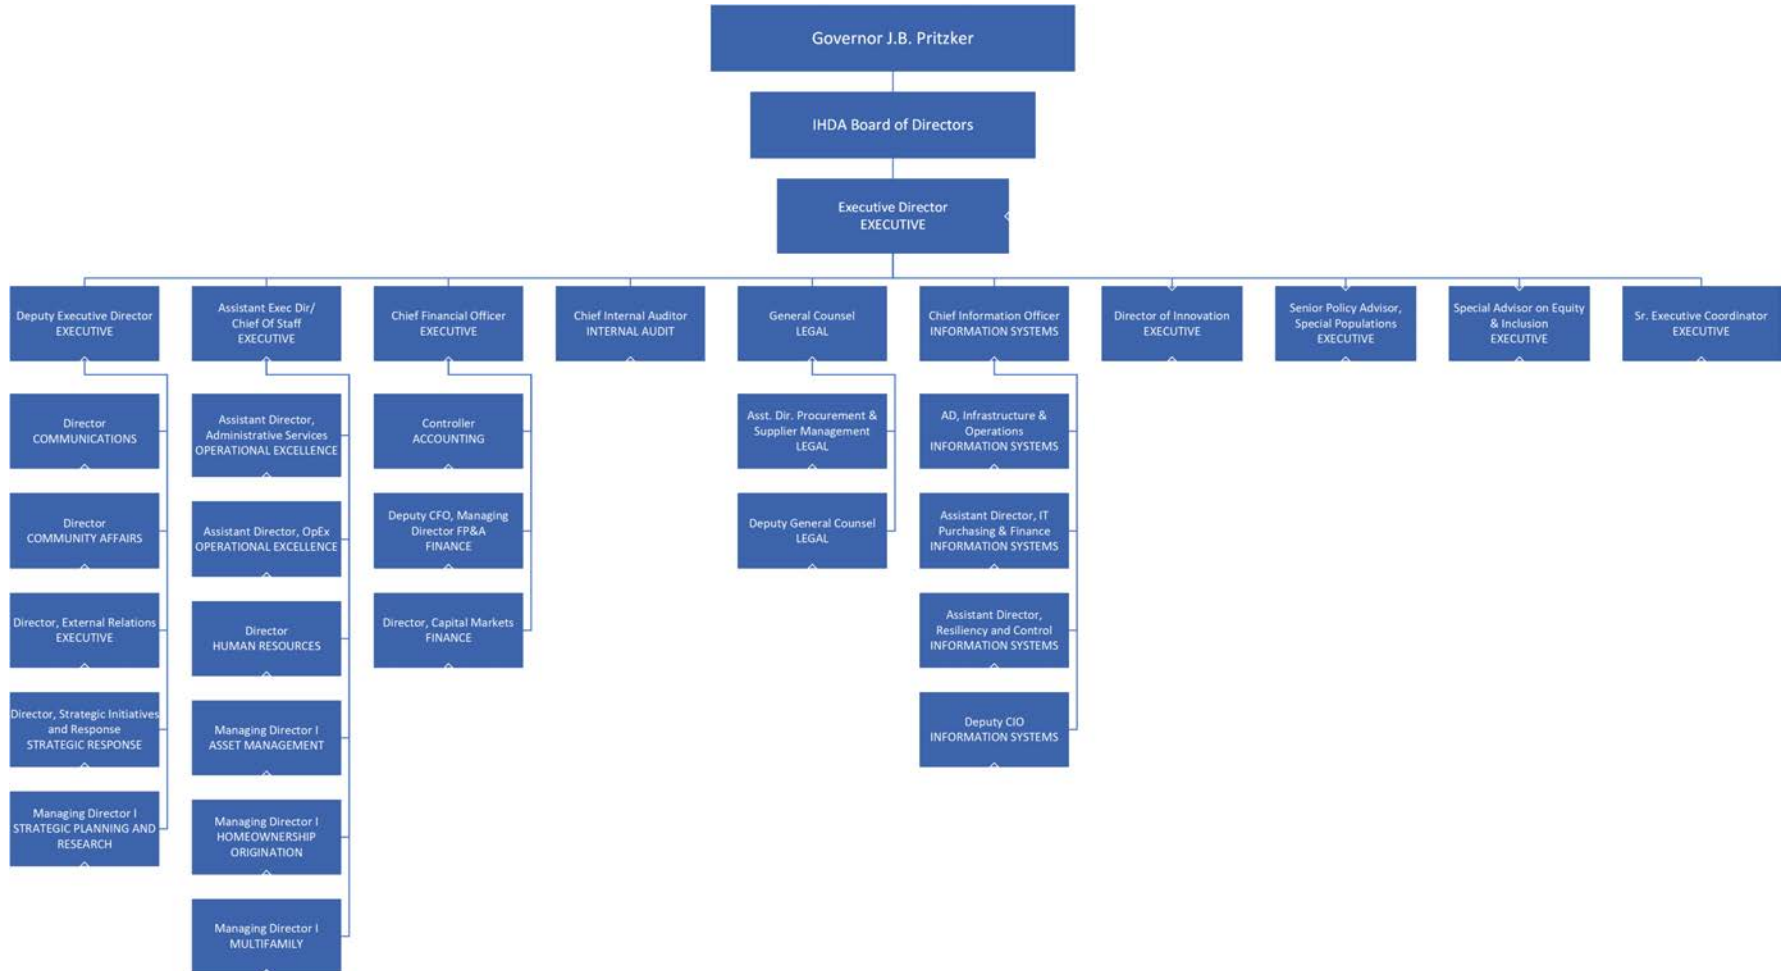 Governor J.B. Pritzker
IHDA Board of Directors
Executive Director
EXECUTIVE
Deputy Executive Director
EXECUTIVE
Assistant Exec Dir/
Chief Of Staff
EXECUTIVE
Chief Financial Officer
EXECUTIVE
Chief Internal Auditor
INTERNAL AUDIT
General Counsel
LEGAL
Chief Information Officer
INFORMATION SYSTEMS
Director of Innovation
EXECUTIVE
Senior Policy Advisor,
Special Populations
EXECUTIVE
Special Advisor on Equity
& Inclusion
EXECUTIVE
Sr. Executive Coordinator
EXECUTIVE
Director
COMMUNICATIONS
Director
COMMUNITY AFFAIRS
Director, External Relations
EXECUTIVE
Director, Strategic Initiatives
and Response
STRATEGIC RESPONSE
Managing Director I
STRATEGIC PLANNING AND
RESEARCH
Assistant Director,
Administrative Services
OPERATIONAL EXCELLENCE
Assistant Director, OpEx
OPERATIONAL EXCELLENCE
Director
HUMAN RESOURCES
Managing Director I
ASSET MANAGEMENT
Managing Director I
HOMEOWNERSHIP
ORIGINATION
Managing Director I
MULTIFAMILY
Controller
ACCOUNTING
Deputy CFO, Managing
Director FP&A
FINANCE
Director, Capital Markets
FINANCE
Asst. Dir. Procurement &
Supplier Management
LEGAL
Deputy General Counsel
LEGAL
AD, Infrastructure &
Operations
INFORMATION SYSTEMS
Assistant Director, IT
Purchasing & Finance
INFORMATION SYSTEMS
Assistant Director,
Resiliency and Control
INFORMATION SYSTEMS
Deputy CIO
INFORMATION SYSTEMS